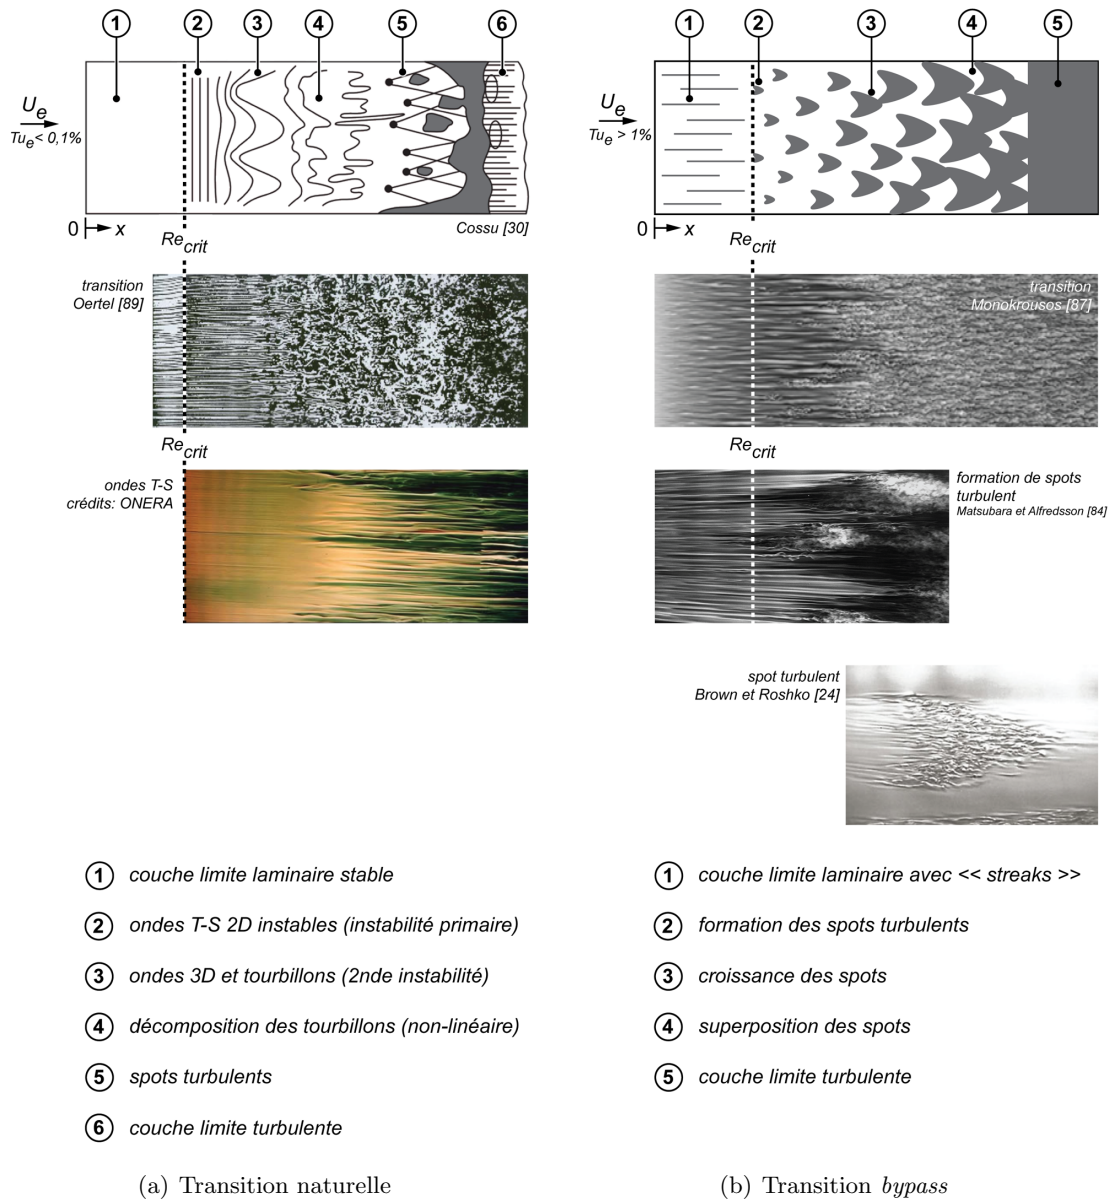 1 2 3 4 5 6
U_e
Tu_e < 0,1%
0 x
Re_crit
Cossu [30]
transition
Oertel [89]
Re_crit
ondes T-S
crédits: ONERA
1 couche limite laminaire stable
2 ondes T-S 2D instables (instabilité primaire)
3 ondes 3D et tourbillons (2nde instabilité)
4 décomposition des tourbillons (non-linéaire)
5 spots turbulents
6 couche limite turbulente
(a) Transition naturelle
1 2 3 4 5
U_e
Tu_e > 1%
0 x
Re_crit
transition
Monokrousos [87]
Re_crit
formation de spots
turbulent
Matsubara et Alfredsson [84]
spot turbulent
Brown et Roshko [24]
1 couche limite laminaire avec << streaks >>
2 formation des spots turbulents
3 croissance des spots
4 superposition des spots
5 couche limite turbulente
(b) Transition bypass